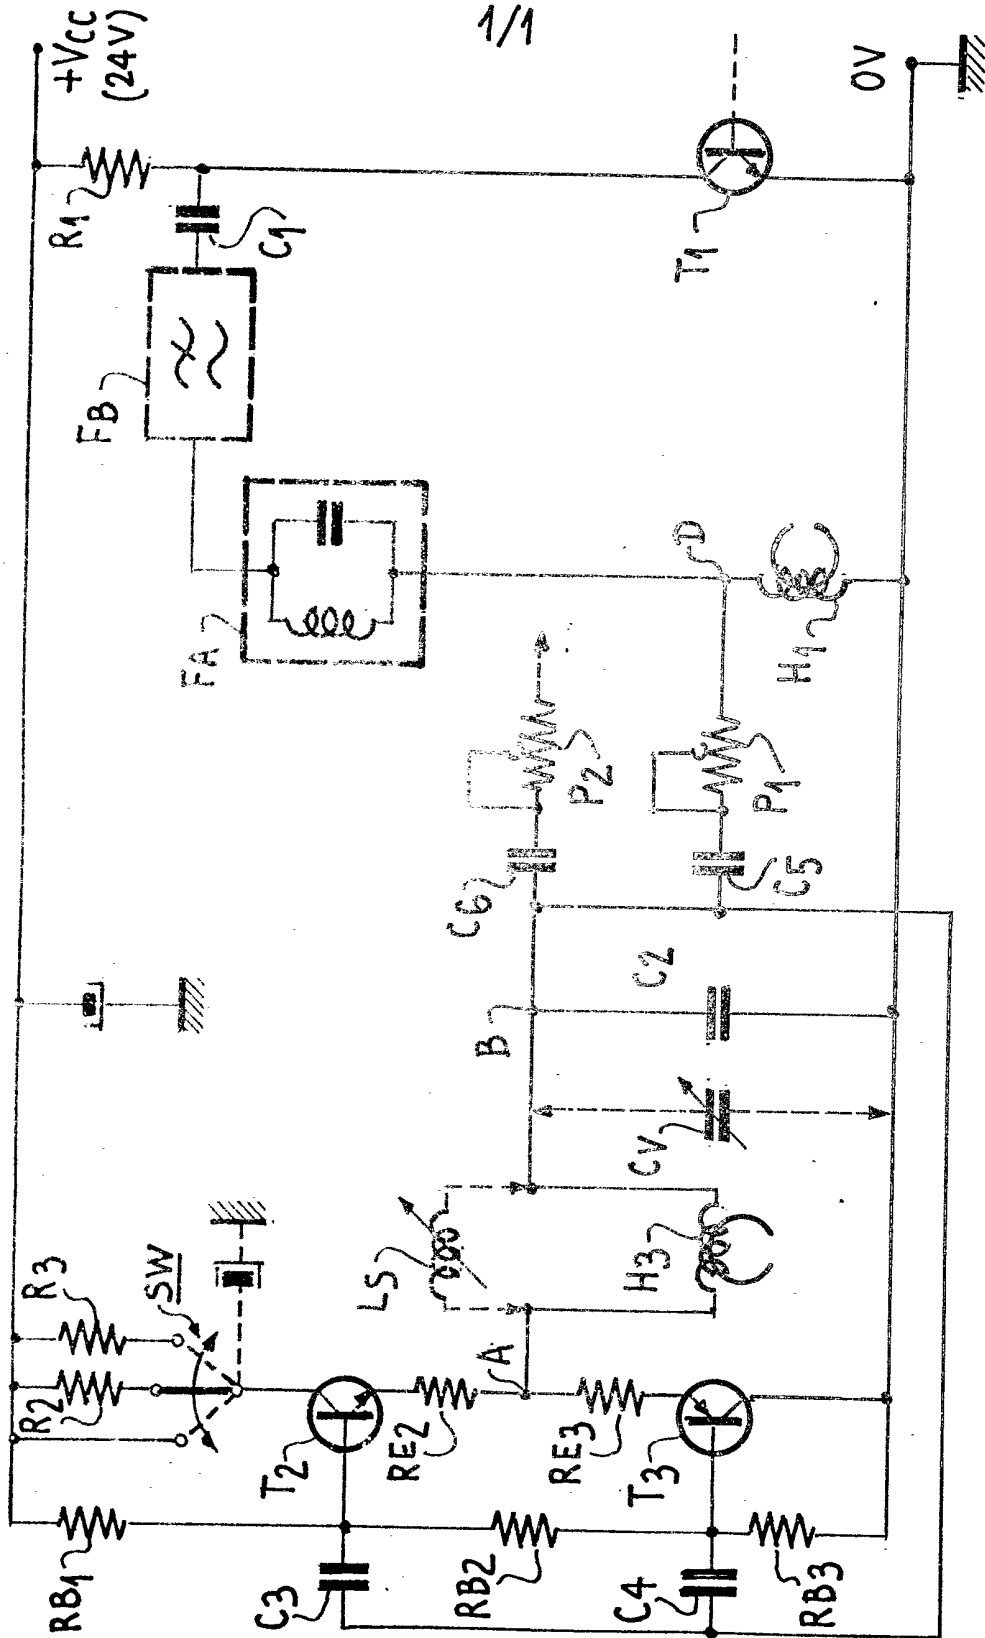 1/1
+VCC
(24V)
R1
C1
FB
FA
T1
0V
D
H1
P2
P1
C6
C5
C2
B
CV
LS
H3
SW
R3
R2
A
T2
RE2
RE3
T3
RB1
C3
RB2
C4
RB3